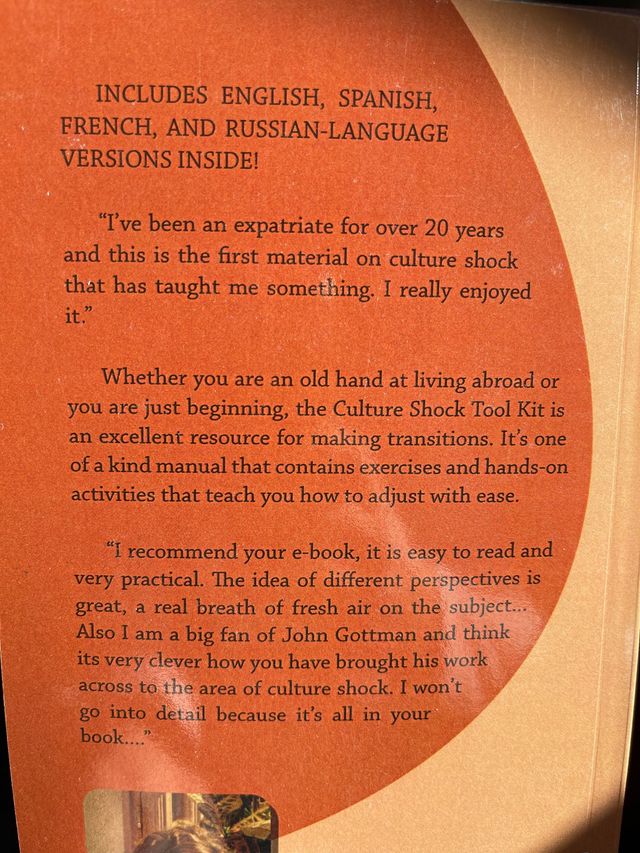 INCLUDES ENGLISH, SPANISH,
FRENCH, AND RUSSIAN-LANGUAGE
VERSIONS INSIDE!
“I’ve been an expatriate for over 20 years
and this is the first material on culture shock
that has taught me something. I really enjoyed
it.”
Whether you are an old hand at living abroad or
you are just beginning, the Culture Shock Tool Kit is
an excellent resource for making transitions. It’s one
of a kind manual that contains exercises and hands-on
activities that teach you how to adjust with ease.
“I recommend your e-book, it is easy to read and
very practical. The idea of different perspectives is
great, a real breath of fresh air on the subject...
Also I am a big fan of John Gottman and think
its very clever how you have brought his work
across to the area of culture shock. I won’t
go into detail because it’s all in your
book....”